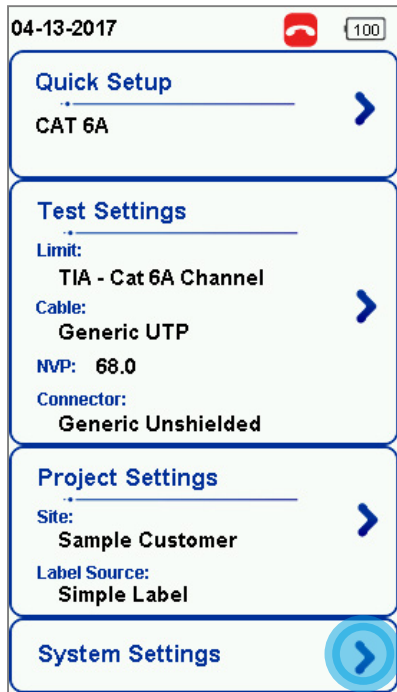 04-13-2017 100
Quick Setup
CAT 6A
Test Settings
Limit:
TIA - Cat 6A Channel
Cable:
Generic UTP
NVP: 68.0
Connector:
Generic Unshielded
Project Settings
Site:
Sample Customer
Label Source:
Simple Label
System Settings